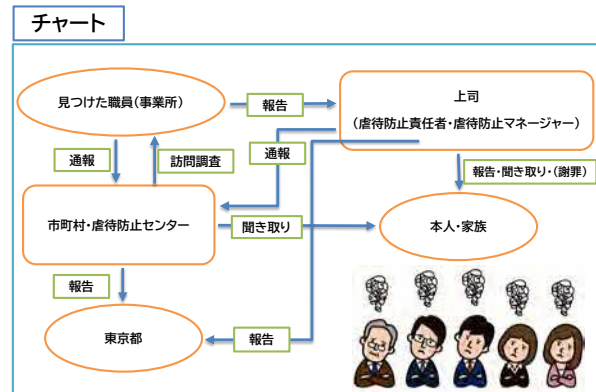 チャート
見つけた職員(事業所)
報告
上司
(虐待防止責任者・虐待防止マネージャー)
通報
訪問調査
通報
報告・聞き取り・(謝罪)
市町村・虐待防止センター
聞き取り
本人・家族
報告
東京都
報告